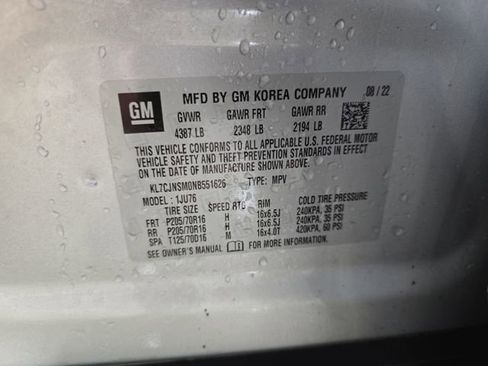 GM
MFD BY GM KOREA COMPANY 08 / 22
GVWR GAWR FRT GAWR RR
4387 LB 2348 LB 2194 LB
THIS VEHICLE CONFORMS TO ALL APPLICABLE U.S. FEDERAL MOTOR
VEHICLE SAFETY AND THEFT PREVENTION STANDARDS IN EFFECT
ON THE DATE OF MANUFACTURE SHOWN ABOVE.
KL7CJNSM0NB551626 TYPE: MPV
MODEL: 1JU76
TIRE SIZE SPEED RTG RIM COLD TIRE PRESSURE
FRT P205/70R16 H 16x6.5J 240KPA, 35 PSI
RR P205/70R16 H 16x6.5J 240KPA, 35 PSI
SPA T125/70D16 M 16x4.0T 420KPA, 60 PSI
SEE OWNER'S MANUAL FOR MORE INFORMATION.